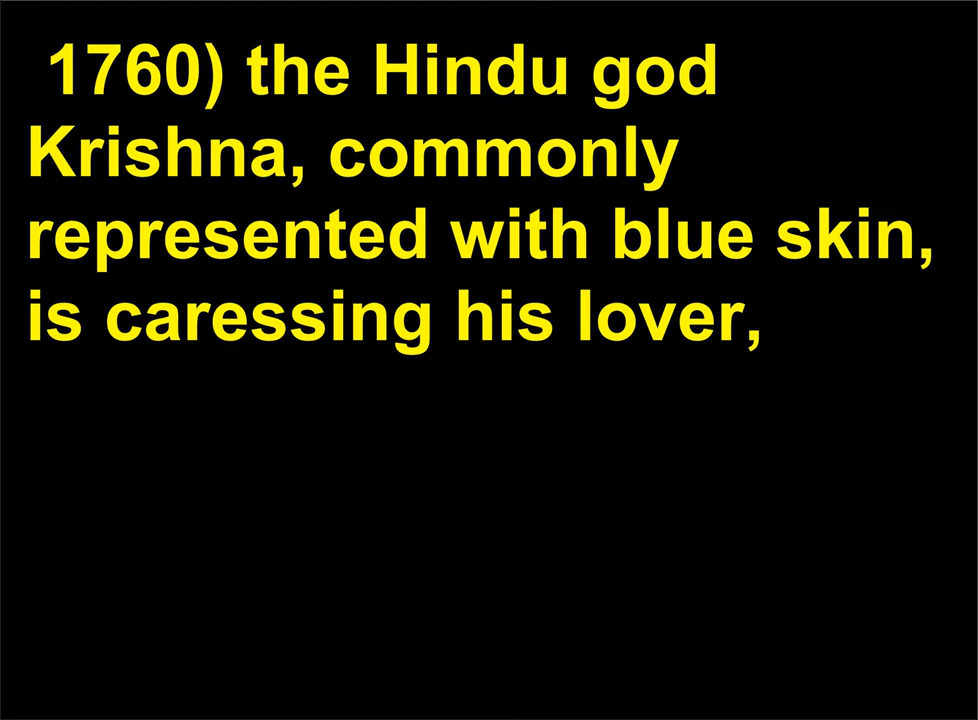 1760) the Hindu god
Krishna, commonly
represented with blue skin,
is caressing his lover,